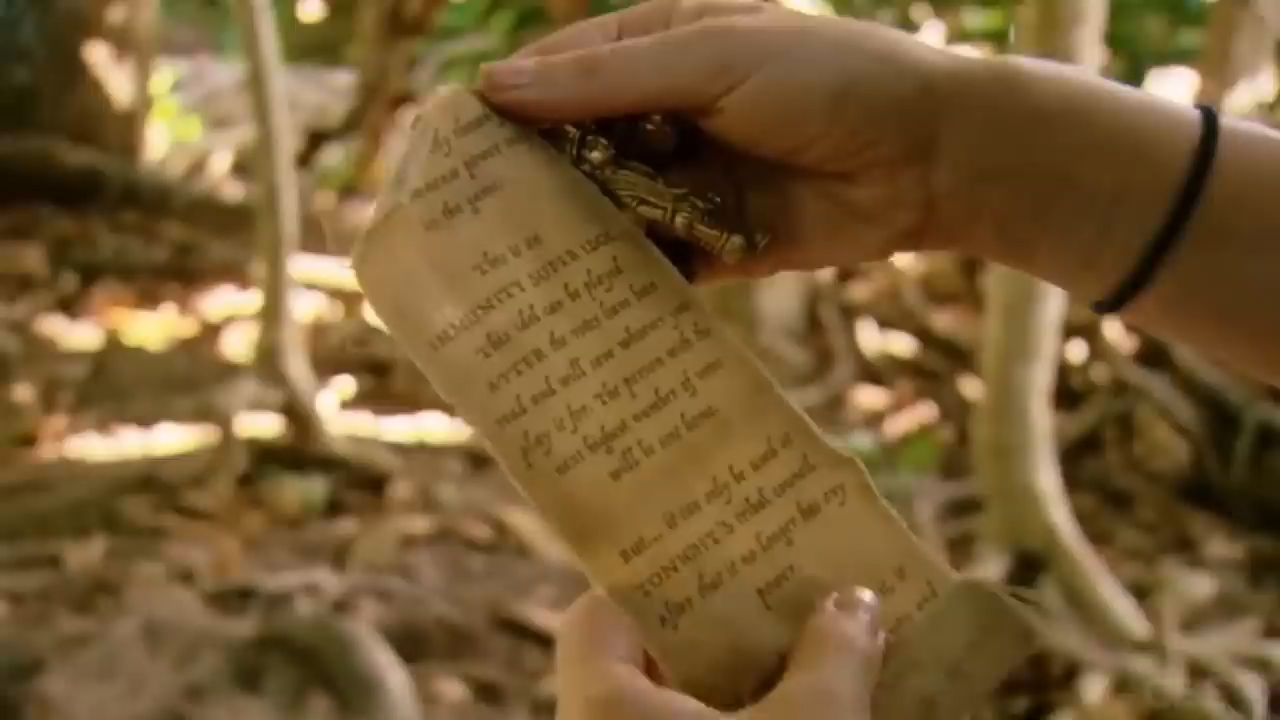 power
in the game.
This is an
IMMUNITY SUPER IDOL
This idol can be played
AFTER the votes have been
read and will save whoever you
play it for. The person with the
next highest number of votes
will be sent home.
But... it can only be used at
TONIGHT'S tribal council.
After that it no longer has any
power.